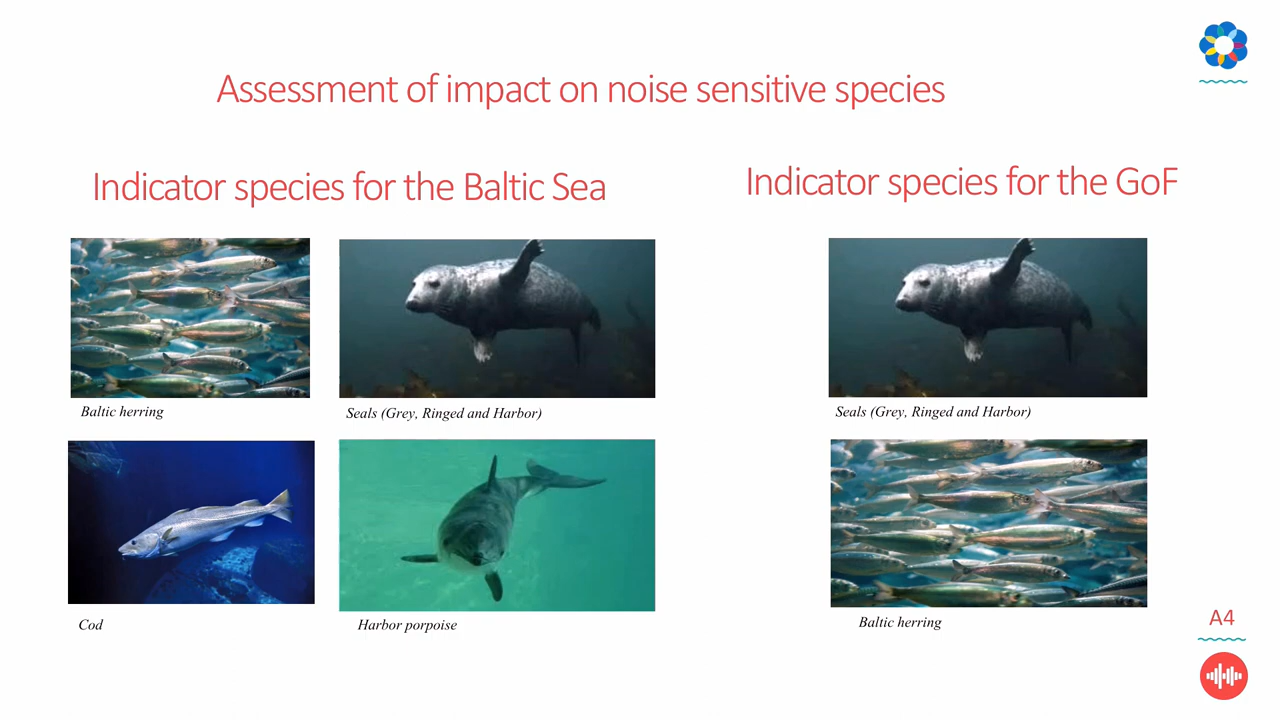 Assessment of impact on noise sensitive species
Indicator species for the Baltic Sea
Indicator species for the GoF
Baltic herring
Seals (Grey, Ringed and Harbor)
Seals (Grey, Ringed and Harbor)
Cod
Harbor porpoise
Baltic herring
A4